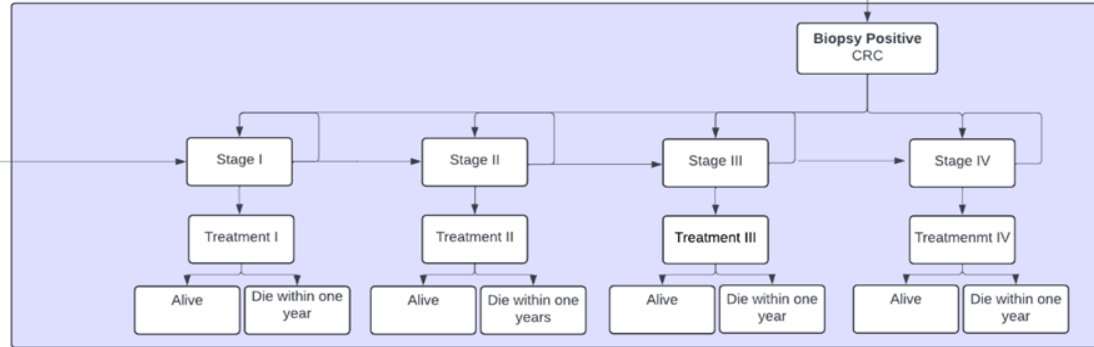 Biopsy Positive
CRC
Stage I
Stage II
Stage III
Stage IV
Treatment I
Treatment II
Treatment III
Treatmenmt IV
Alive
Die within one
year
Alive
Die within one
years
Alive
Die within one
year
Alive
Die within one
year